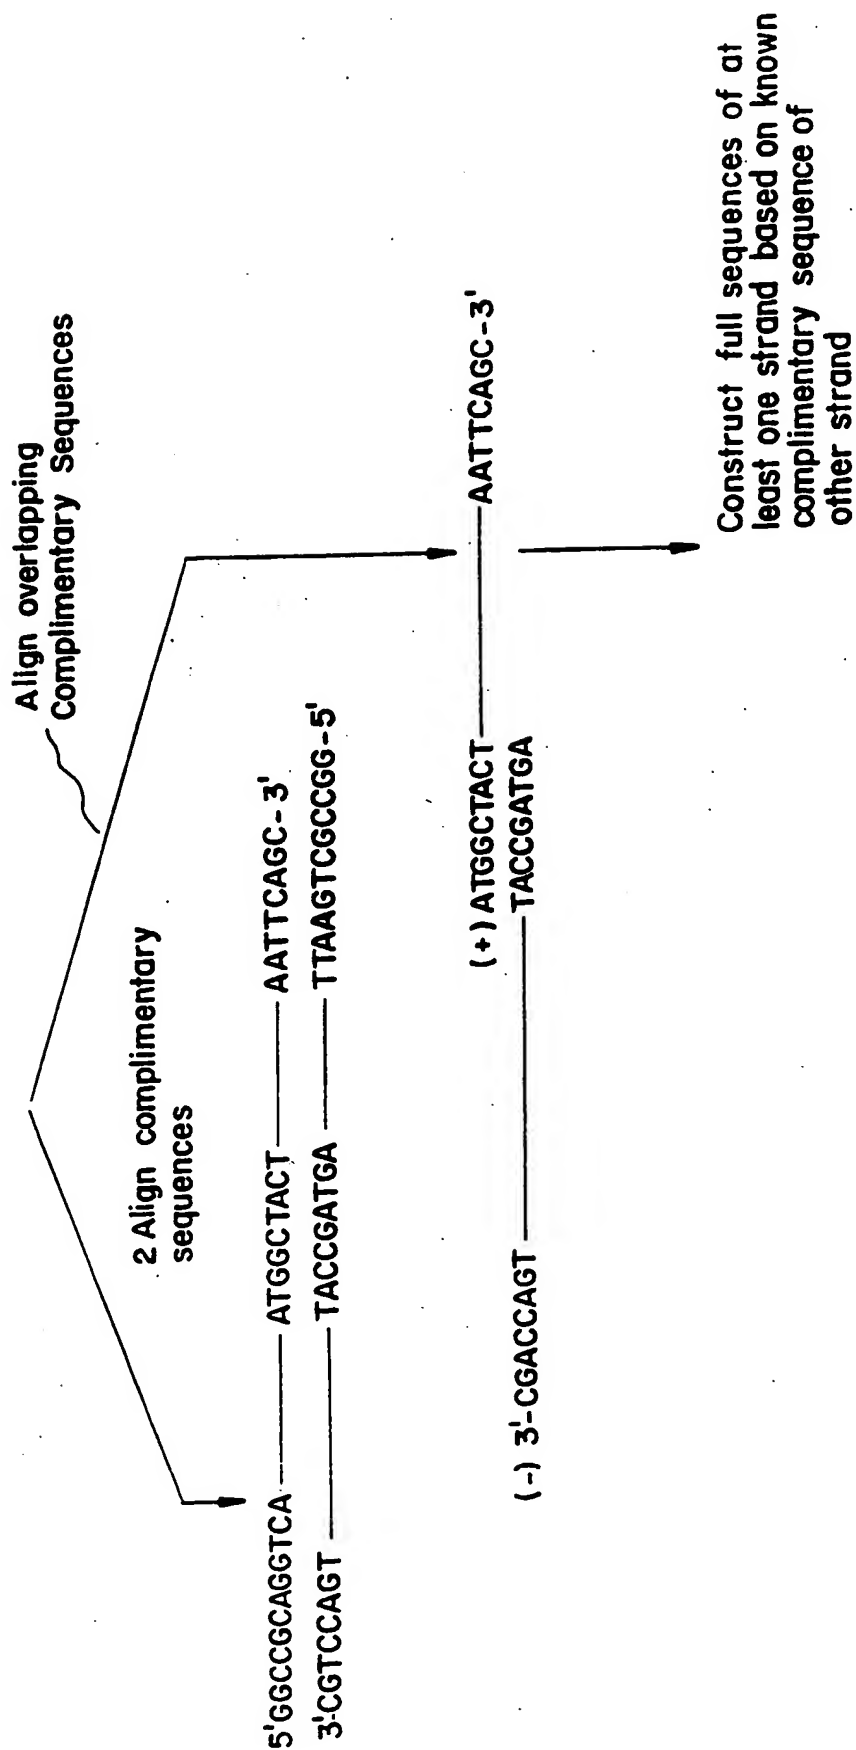 Align overlapping
Complimentary Sequences
2 Align complimentary
sequences
5'GGCCGCAGGTCA ATGGCTACT AATTCAGC-3'
3'-CGTCCAGT TACCGATGA TTAAGTCGCCGG-5'
(+) ATGGCTACT AATTCAGC-3'
(-) 3'-CGACCAGT TACCGATGA
Construct full sequences of at
least one strand based on known
complimentary sequence of
other strand